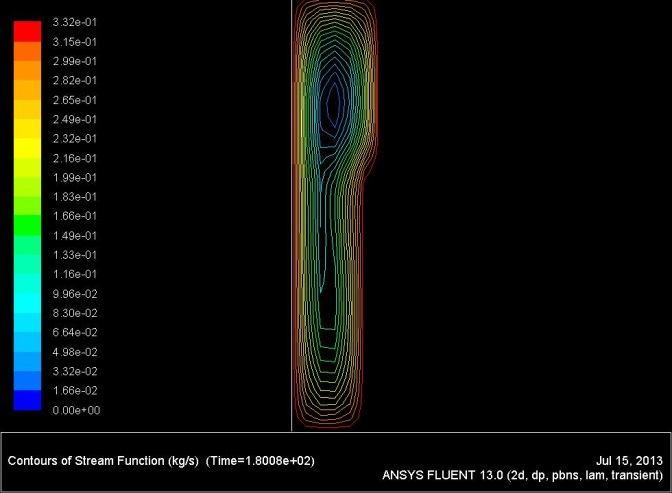 3.32e-01
3.15e-01
2.99e-01
2.82e-01
2.65e-01
2.49e-01
2.32e-01
2.16e-01
1.99e-01
1.83e-01
1.66e-01
1.49e-01
1.33e-01
1.16e-01
9.96e-02
8.30e-02
6.64e-02
4.98e-02
3.32e-02
1.66e-02
0.00e+00
Contours of Stream Function (kg/s) (Time=1.8008e+02)
Jul 15, 2013
ANSYS FLUENT 13.0 (2d, dp, pbns, lam, transient)